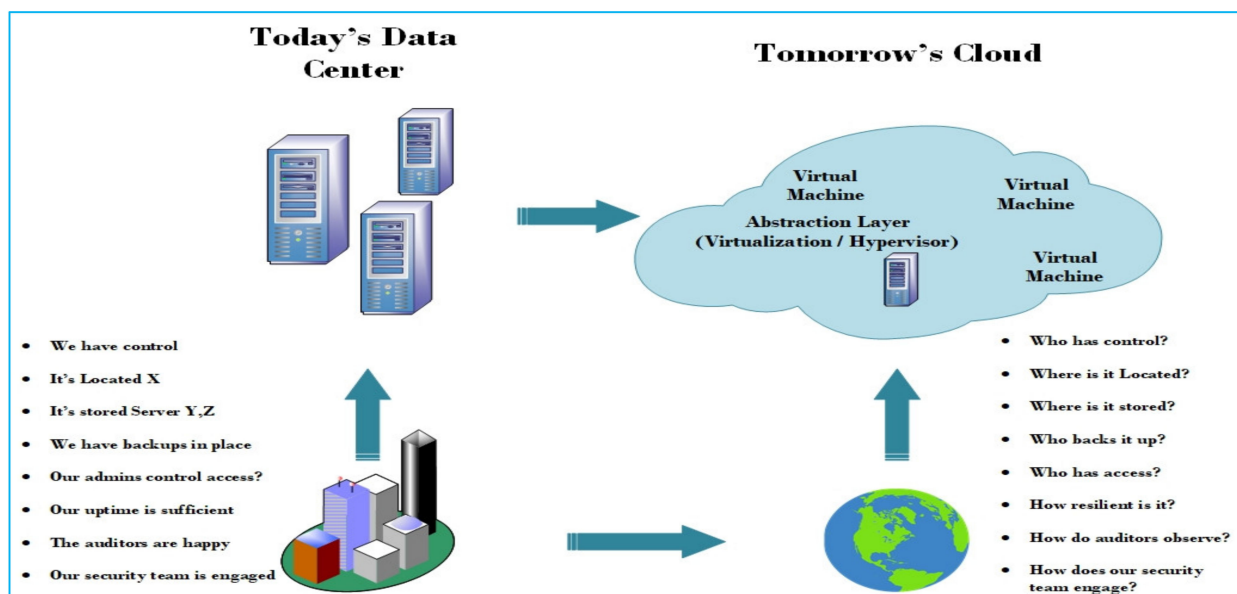 Today's Data
Center
Tomorrow's Cloud
Virtual
Machine
Virtual
Machine
Abstraction Layer
(Virtualization / Hypervisor)
Virtual
Machine
• We have control
• It's Located X
• It's stored Server Y,Z
• We have backups in place
• Our admins control access?
• Our uptime is sufficient
• The auditors are happy
• Our security team is engaged
• Who has control?
• Where is it Located?
• Where is it stored?
• Who backs it up?
• Who has access?
• How resilient is it?
• How do auditors observe?
• How does our security
team engage?